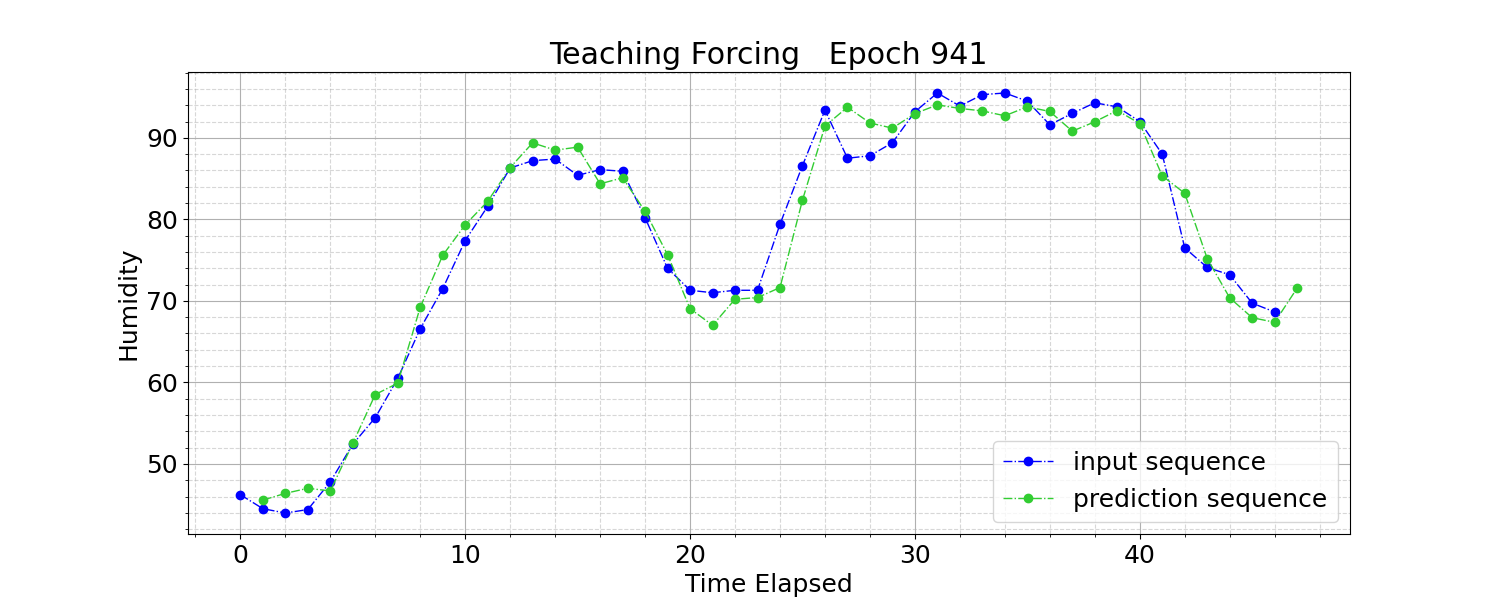 Teaching Forcing   Epoch 941
Humidity
90
80
70
60
50
0 10 20 30 40
Time Elapsed
input sequence
prediction sequence